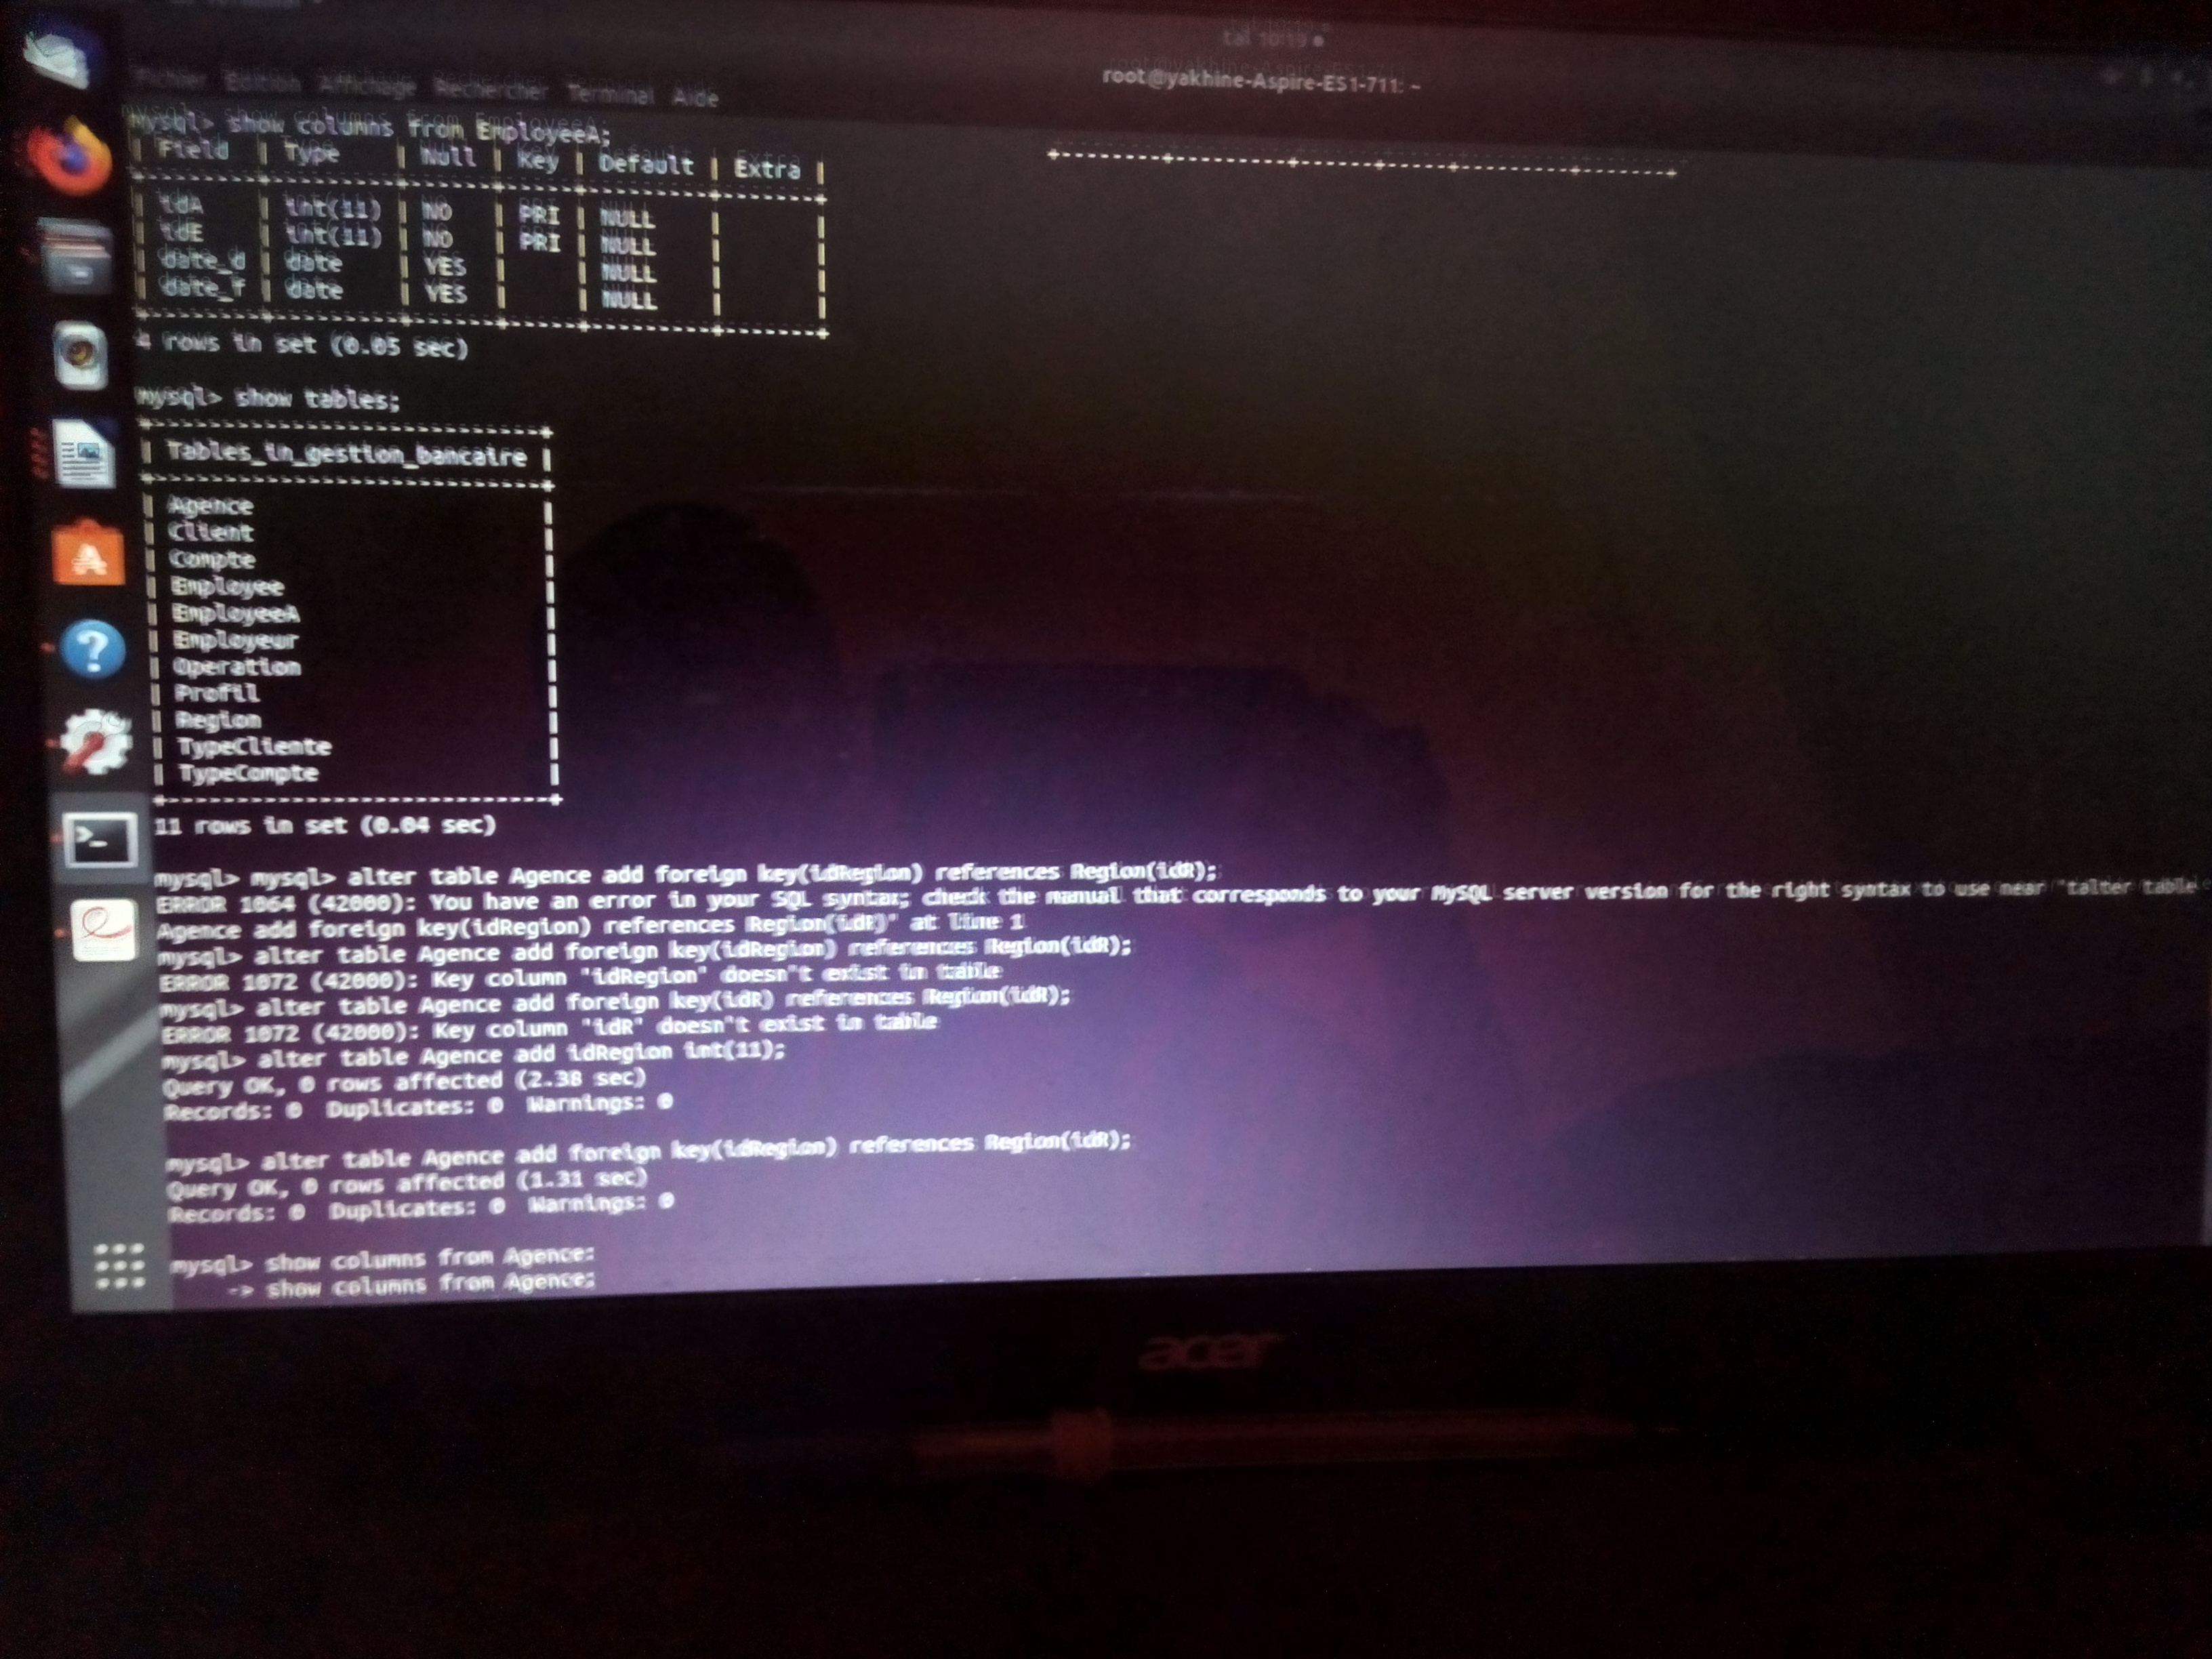 tal 10:19 ●
root@yakhine-Aspire-ES1-711: ~
Fichier Edition Affichage Rechercher Terminal Aide
mysql> show columns from EmployeeA;
+---------+---------+------+-----+---------+-------+
| Field | Type | Null | Key | Default | Extra |
+---------+---------+------+-----+---------+-------+
| idA | int(11) | NO | PRI | NULL | |
| idE | int(11) | NO | PRI | NULL | |
| date_d | date | YES | | NULL | |
| date_f | date | YES | | NULL | |
+---------+---------+------+-----+---------+-------+
4 rows in set (0.05 sec)
mysql> show tables;
+-----------------------------+
| Tables_in_gestion_bancaire |
+-----------------------------+
| Agence |
| Client |
| Compte |
| Employee |
| EmployeeA |
| Employeur |
| Operation |
| Profil |
| Region |
| TypeCliente |
| TypeCompte |
+-----------------------------+
11 rows in set (0.04 sec)
mysql> mysql> alter table Agence add foreign key(idRegion) references Region(idR);
ERROR 1064 (42000): You have an error in your SQL syntax; check the manual that corresponds to your MySQL server version for the right syntax to use near 'talter table
Agence add foreign key(idRegion) references Region(idR)' at line 1
mysql> alter table Agence add foreign key(idRegion) references Region(idR);
ERROR 1072 (42000): Key column 'idRegion' doesn't exist in table
mysql> alter table Agence add foreign key(idR) references Region(idR);
ERROR 1072 (42000): Key column 'idR' doesn't exist in table
mysql> alter table Agence add idRegion int(11);
Query OK, 0 rows affected (2.38 sec)
Records: 0 Duplicates: 0 Warnings: 0
mysql> alter table Agence add foreign key(idRegion) references Region(idR);
Query OK, 0 rows affected (1.31 sec)
Records: 0 Duplicates: 0 Warnings: 0
mysql> show columns from Agence:
-> show columns from Agence;
acer